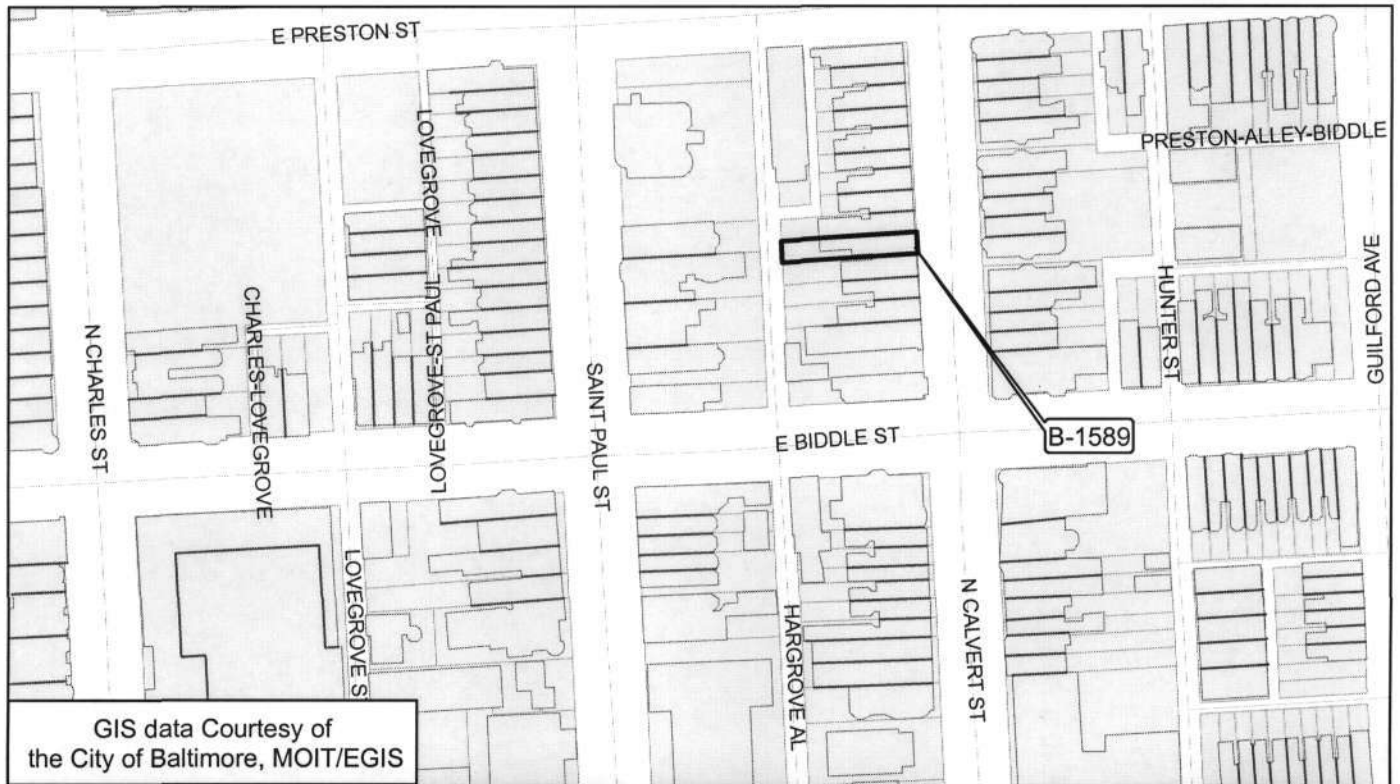 E PRESTON ST
LOVEGROVE
PRESTON-ALLEY-BIDDLE
LOVEGROVE-ST PAUL
CHARLES-LOVEGROVE
N CHARLES ST
SAINT PAUL ST
HUNTER ST
GUILFORD AVE
B-1589
E BIDDLE ST
LOVEGROVE ST
HARGROVE AL
N CALVERT ST
GIS data Courtesy of
the City of Baltimore, MOIT/EGIS